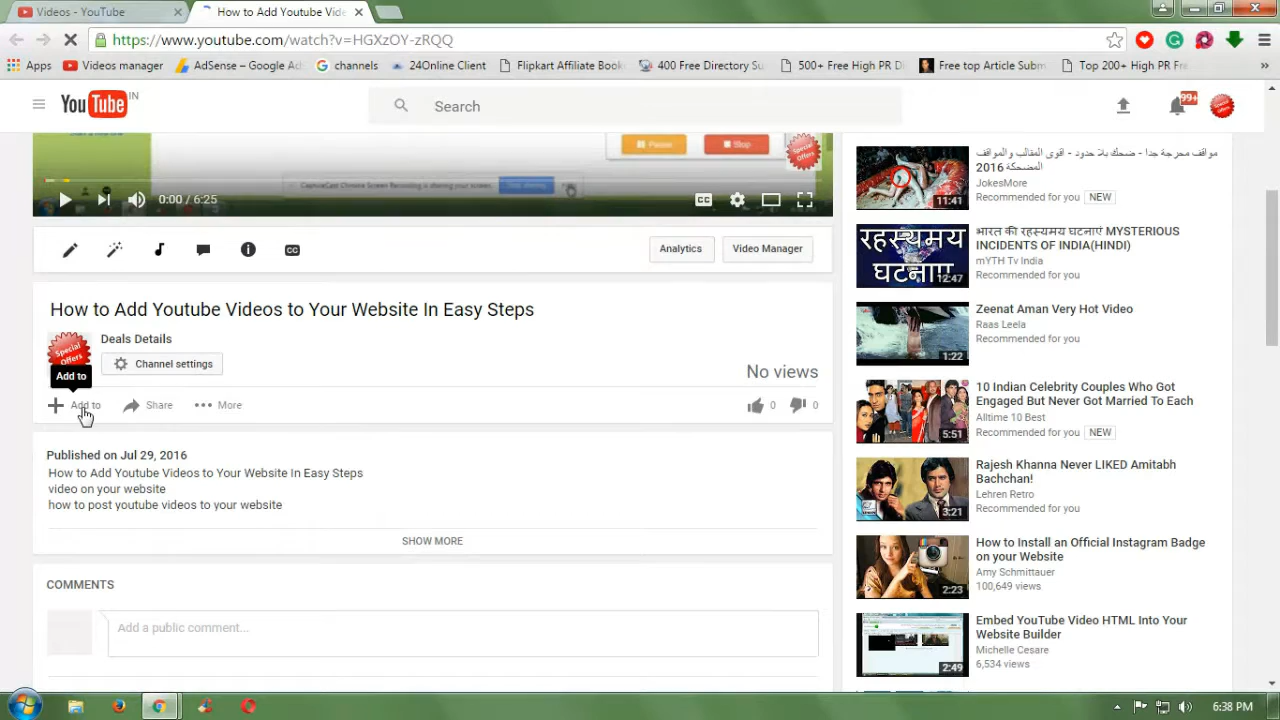 Videos - YouTube
How to Add Youtube Vide
https://www.youtube.com/watch?v=HGXzOY-zRQQ
Apps
Videos manager
AdSense – Google Ad
channels
24Online Client
Flipkart Affiliate Book
400 Free Directory Su
500+ Free High PR D
Free top Article Subm
Top 200+ High PR Fr
YouTube IN
Search
99+
Special Offers
Pause
Stop
Special Offers
0:00 / 6:25
CC
CC
Analytics
Video Manager
How to Add Youtube Videos to Your Website In Easy Steps
Special Offers
Deals Details
Channel settings
Add to
No views
Add to
Share
More
0
0
Published on Jul 29, 2016
How to Add Youtube Videos to Your Website In Easy Steps
video on your website
how to post youtube videos to your website
SHOW MORE
COMMENTS
Add a public comment...
11:41
مواقف محرجة جدا - ضحك بلا حدود - اقوى المقالب والمواقف
المضحكة 2016
JokesMore
Recommended for you NEW
रहस्यमय
घटनाए
12:47
भारत की रहस्यमय घटनाएं MYSTERIOUS
INCIDENTS OF INDIA(HINDI)
mYTH Tv India
Recommended for you
1:22
Zeenat Aman Very Hot Video
Raas Leela
Recommended for you
5:51
10 Indian Celebrity Couples Who Got
Engaged But Never Got Married To Each
Alltime 10 Best
Recommended for you NEW
3:21
Rajesh Khanna Never LIKED Amitabh
Bachchan!
Lehren Retro
Recommended for you
2:23
How to Install an Official Instagram Badge
on your Website
Amy Schmittauer
100,649 views
2:49
Embed YouTube Video HTML Into Your
Website Builder
Michelle Cesare
6,534 views
6:38 PM